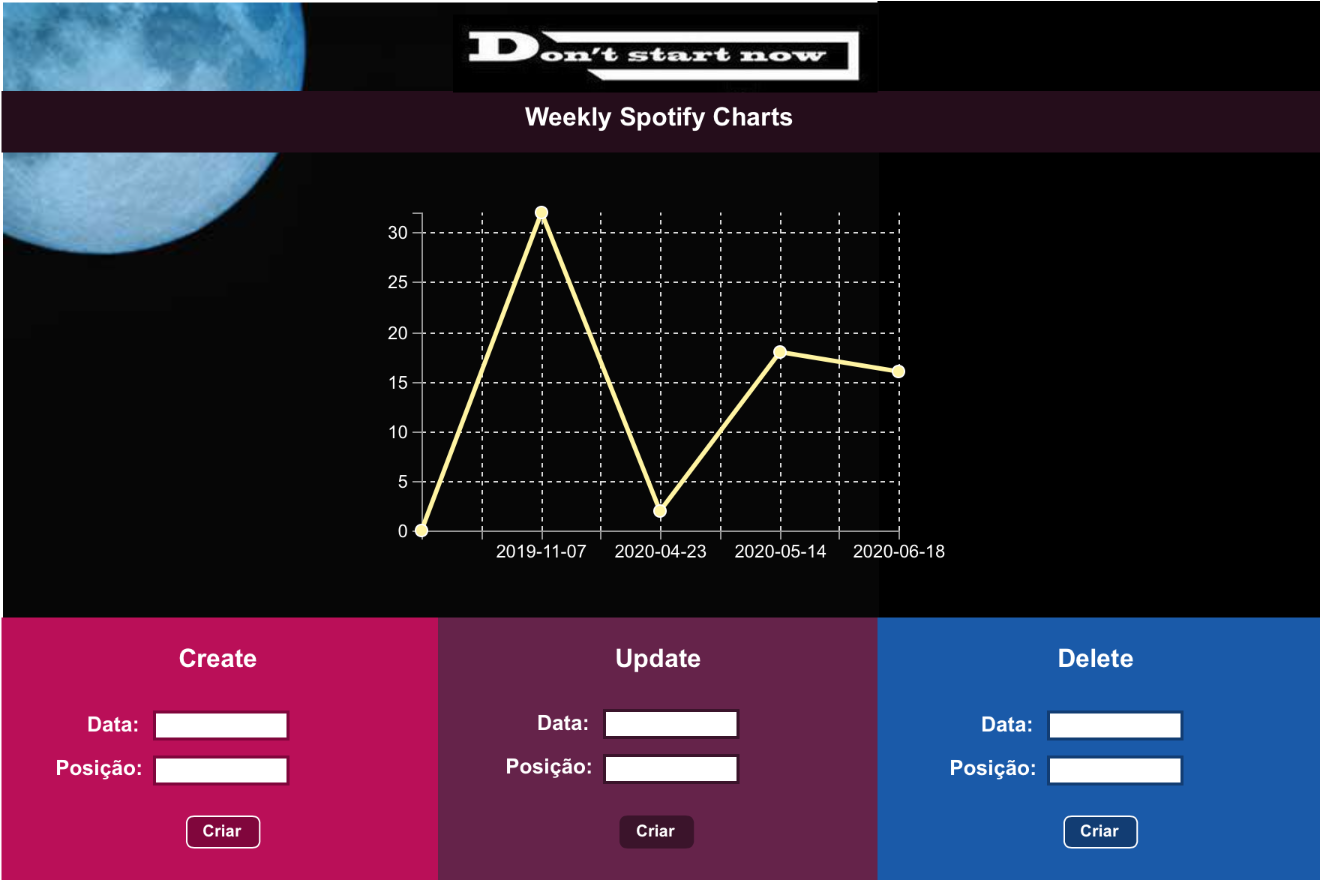 Don't start now
Weekly Spotify Charts
30
25
20
15
10
5
0
2019-11-07 2020-04-23 2020-05-14 2020-06-18
Create
Data:
Posição:
Criar
Update
Data:
Posição:
Criar
Delete
Data:
Posição:
Criar